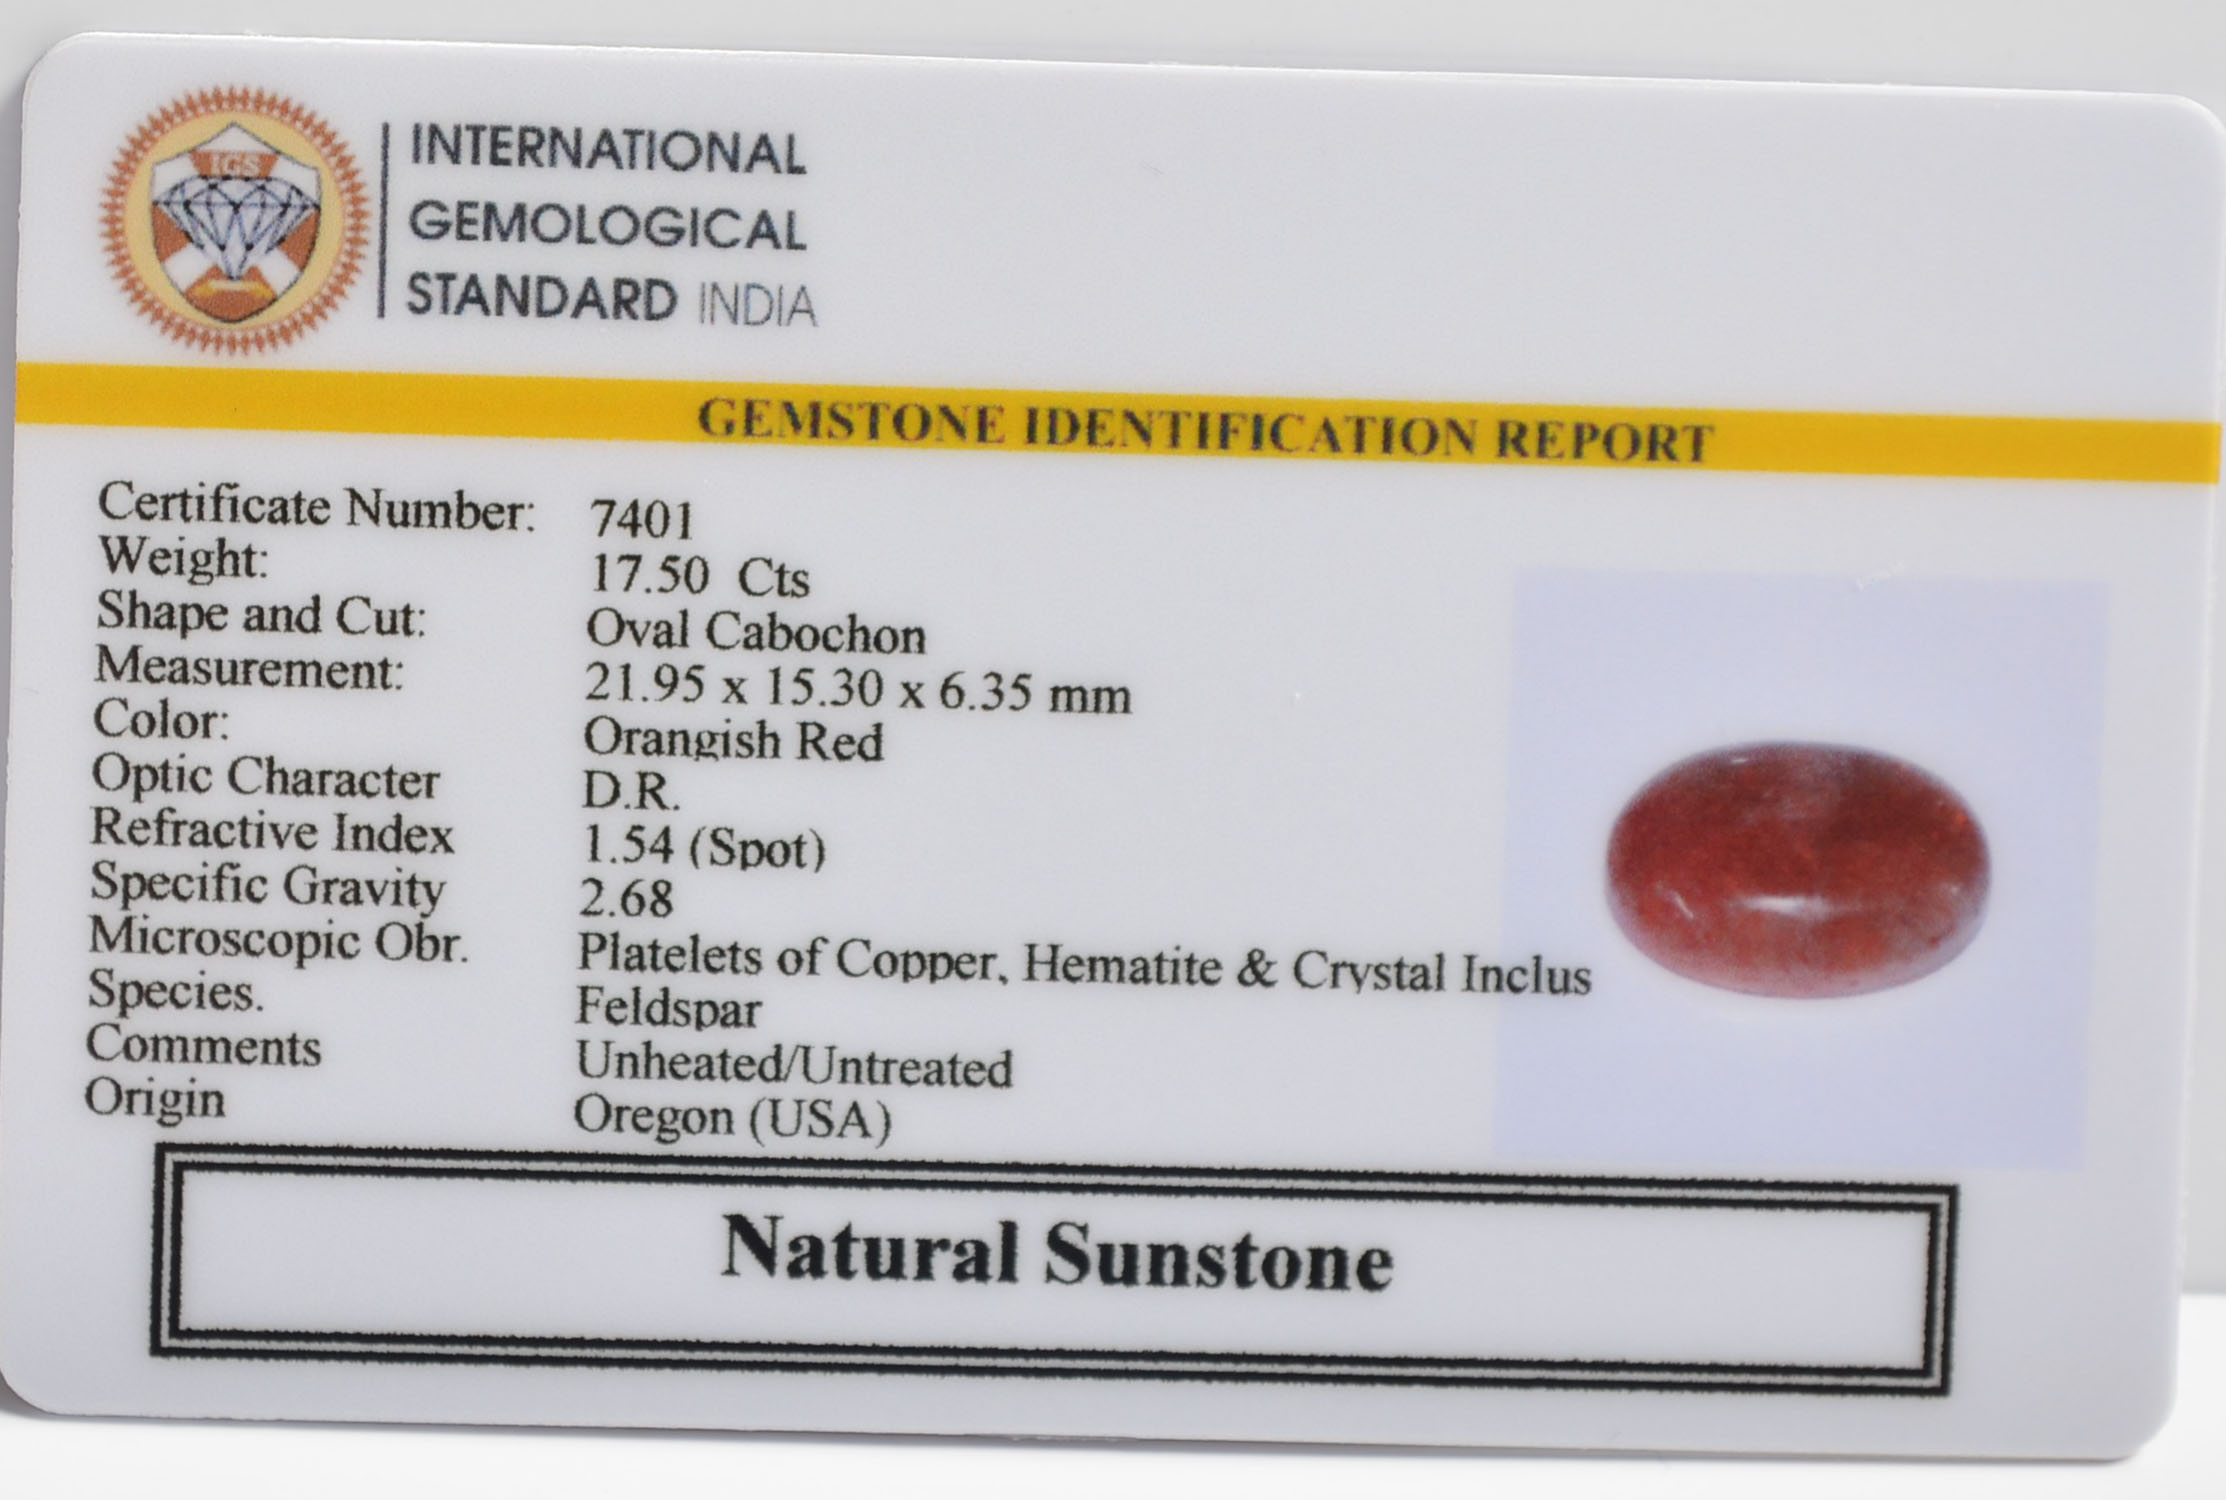 IGS
INTERNATIONAL
GEMOLOGICAL
STANDARD INDIA
GEMSTONE IDENTIFICATION REPORT
Certificate Number: 7401
Weight: 17.50 Cts
Shape and Cut: Oval Cabochon
Measurement: 21.95 x 15.30 x 6.35 mm
Color: Orangish Red
Optic Character D.R.
Refractive Index 1.54 (Spot)
Specific Gravity 2.68
Microscopic Obr. Platelets of Copper, Hematite & Crystal Inclus
Species. Feldspar
Comments Unheated/Untreated
Origin Oregon (USA)
Natural Sunstone